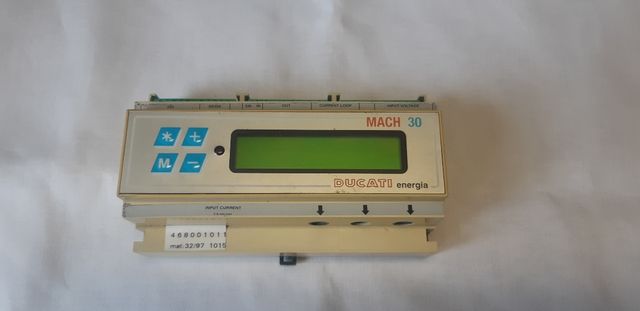 OUT CURRENT LOOP INPUT VOLTAGE
MACH 30
* +
M -
DUCATI energia
INPUT CURRENT
468001011
mat:32/97 1015